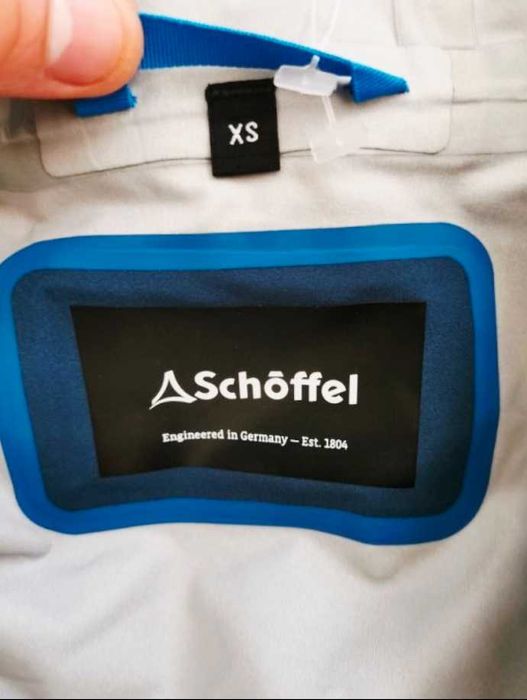 XS
Schöffel
Engineered in Germany – Est. 1804